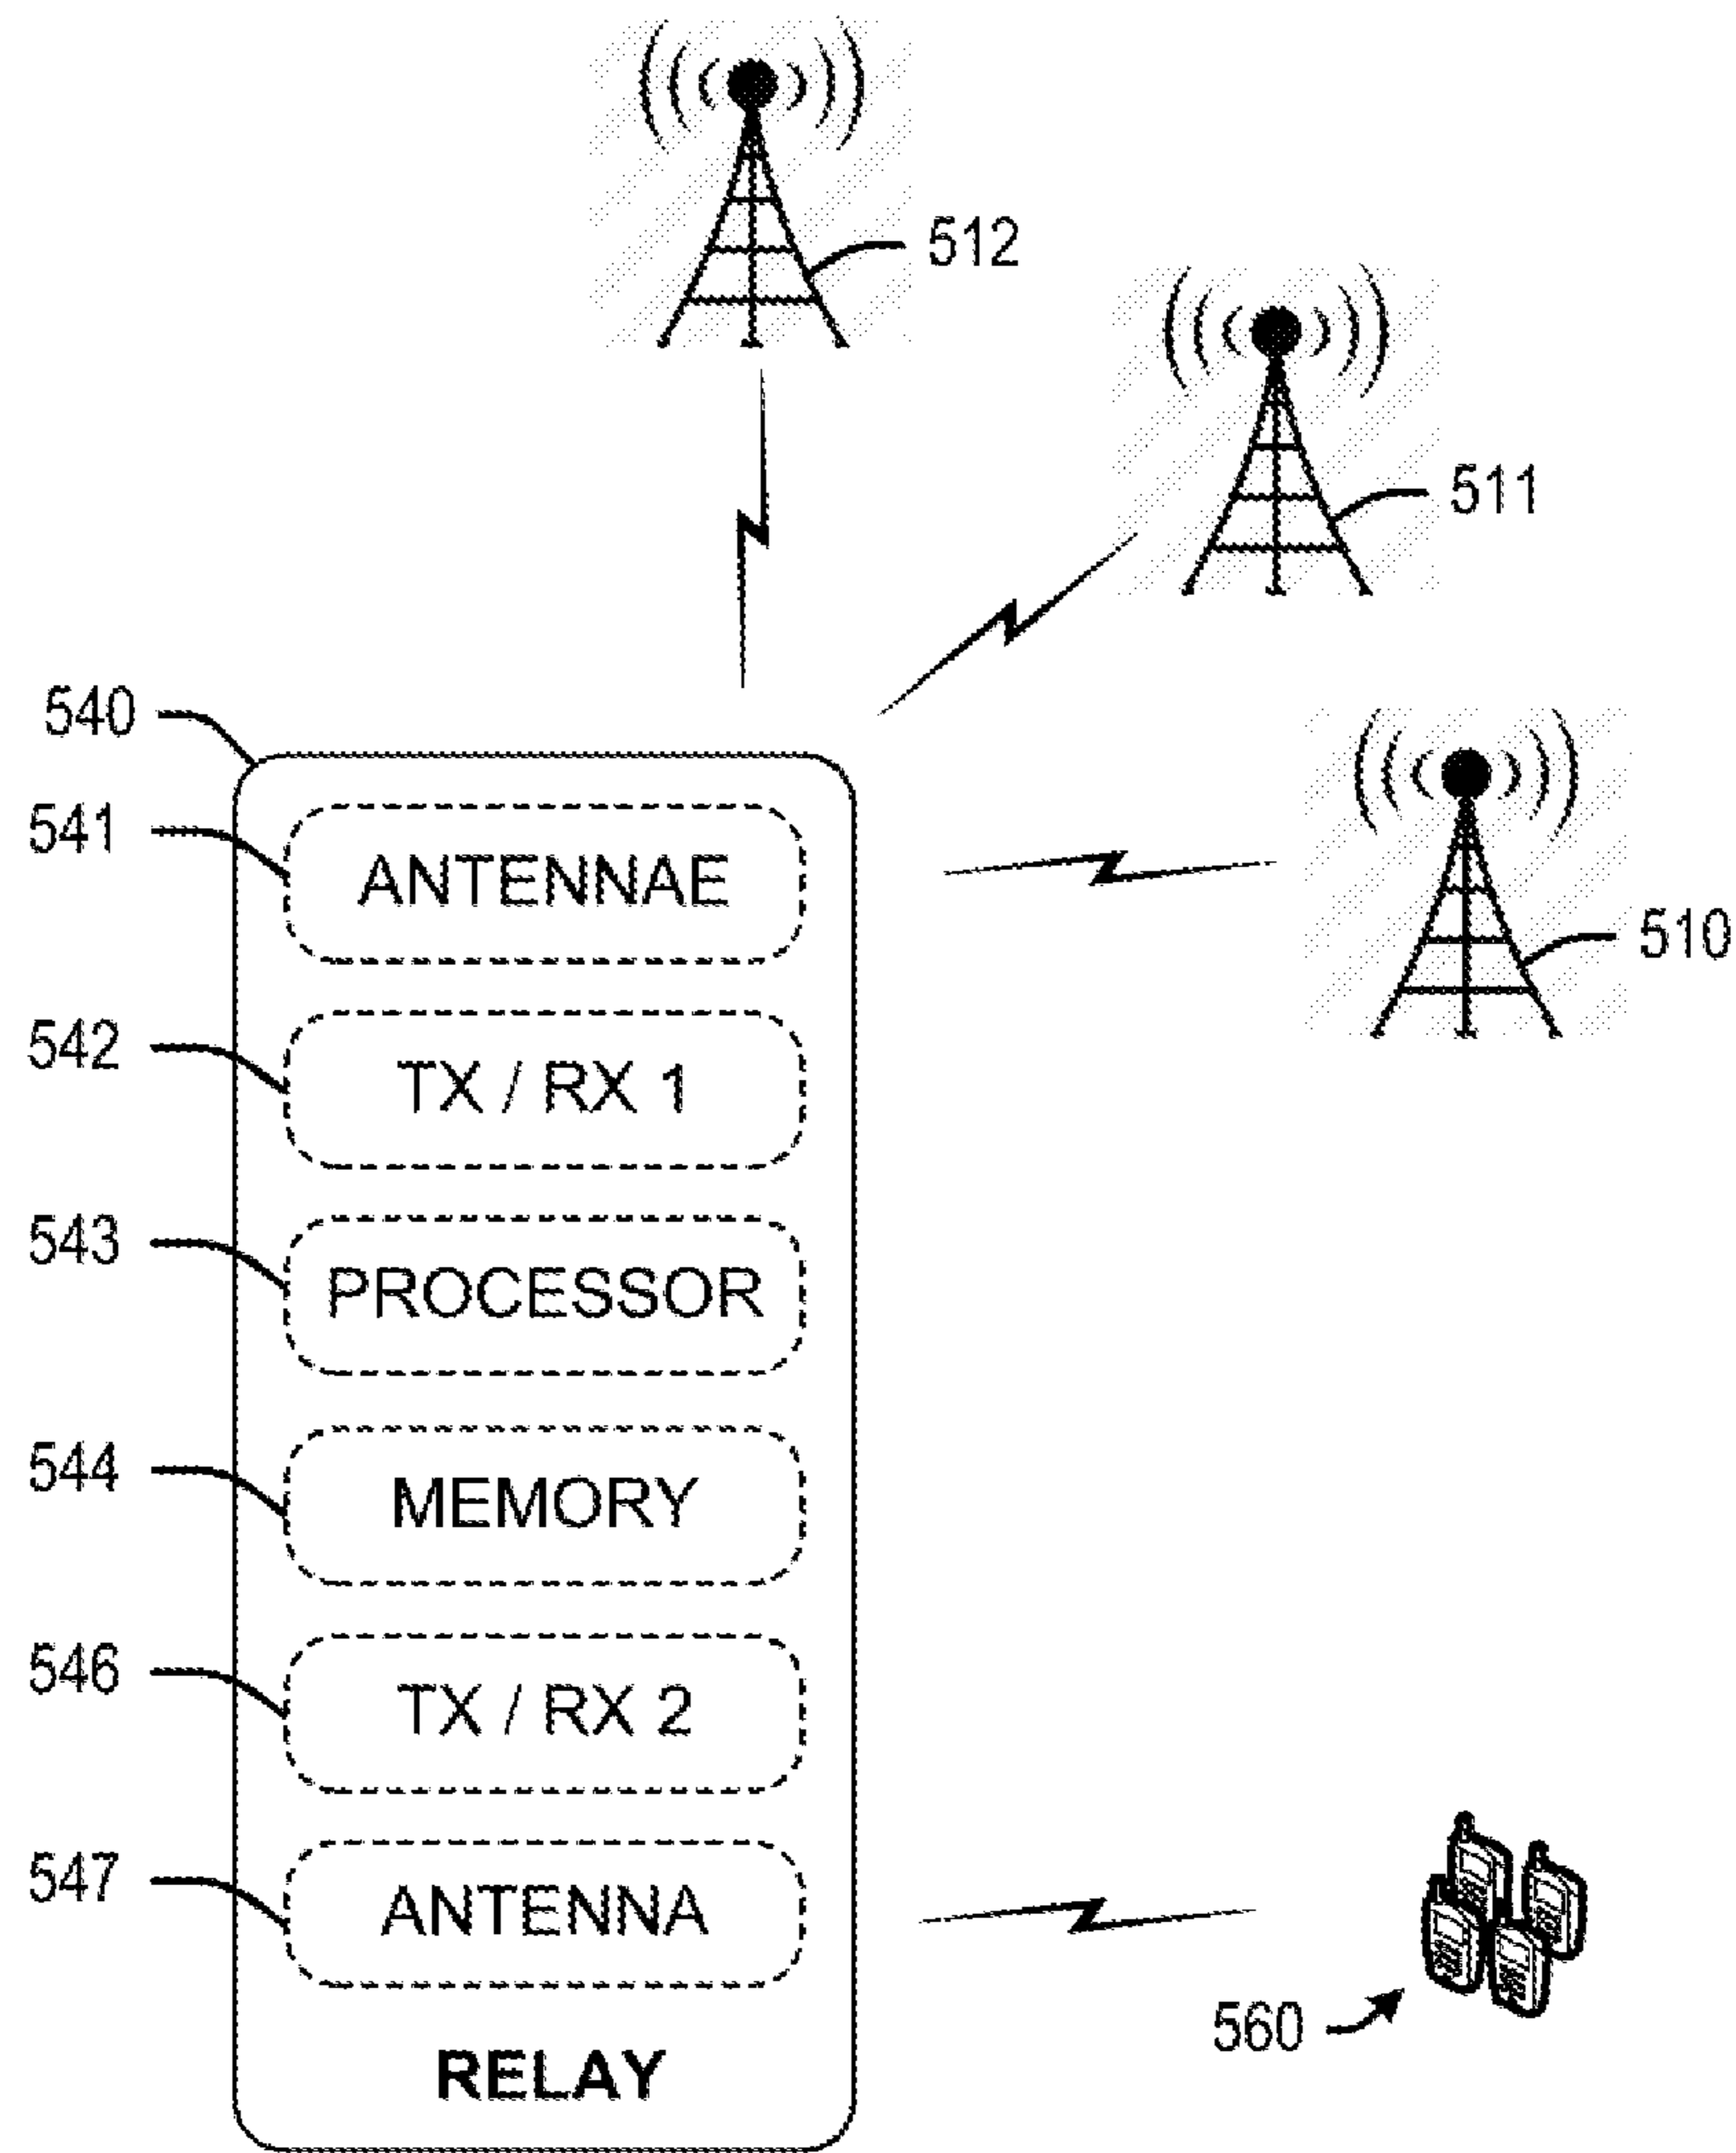 512
511
540
541
ANTENNAE
510
542
TX / RX 1
543
PROCESSOR
544
MEMORY
546
TX / RX 2
547
ANTENNA
560
RELAY